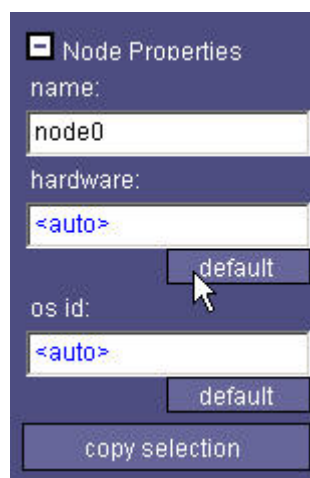 Node Properties
name:
node0
hardware:
<auto>
default
os id:
<auto>
default
copy selection